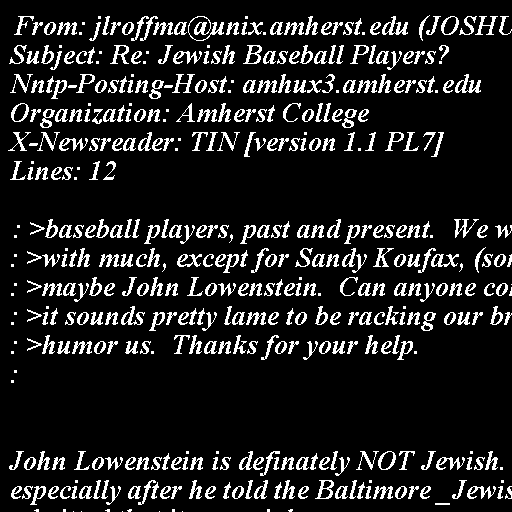 From: jlroffma@unix.amherst.edu (JOSHU
Subject: Re: Jewish Baseball Players?
Nntp-Posting-Host: amhux3.amherst.edu
Organization: Amherst College
X-Newsreader: TIN [version 1.1 PL7]
Lines: 12

: >baseball players, past and present.  We w
: >with much, except for Sandy Koufax, (so
: >maybe John Lowenstein.  Can anyone co
: >it sounds pretty lame to be racking our br
: >humor us.  Thanks for your help.
:

John Lowenstein is definately NOT Jewish.
especially after he told the Baltimore _Jewis